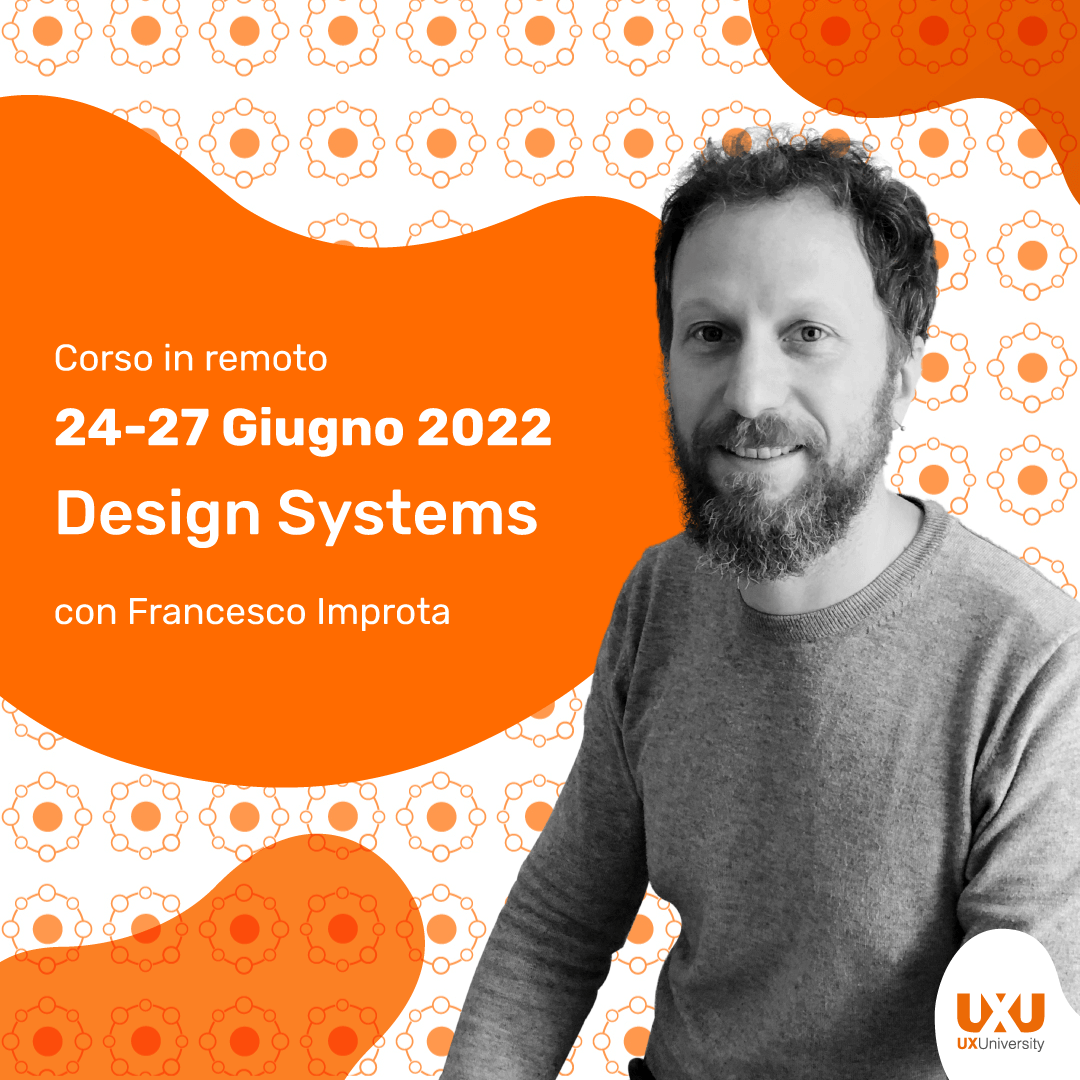 Corso in remoto
24-27 Giugno 2022
Design Systems
con Francesco Improta
UXU
UXUniversity